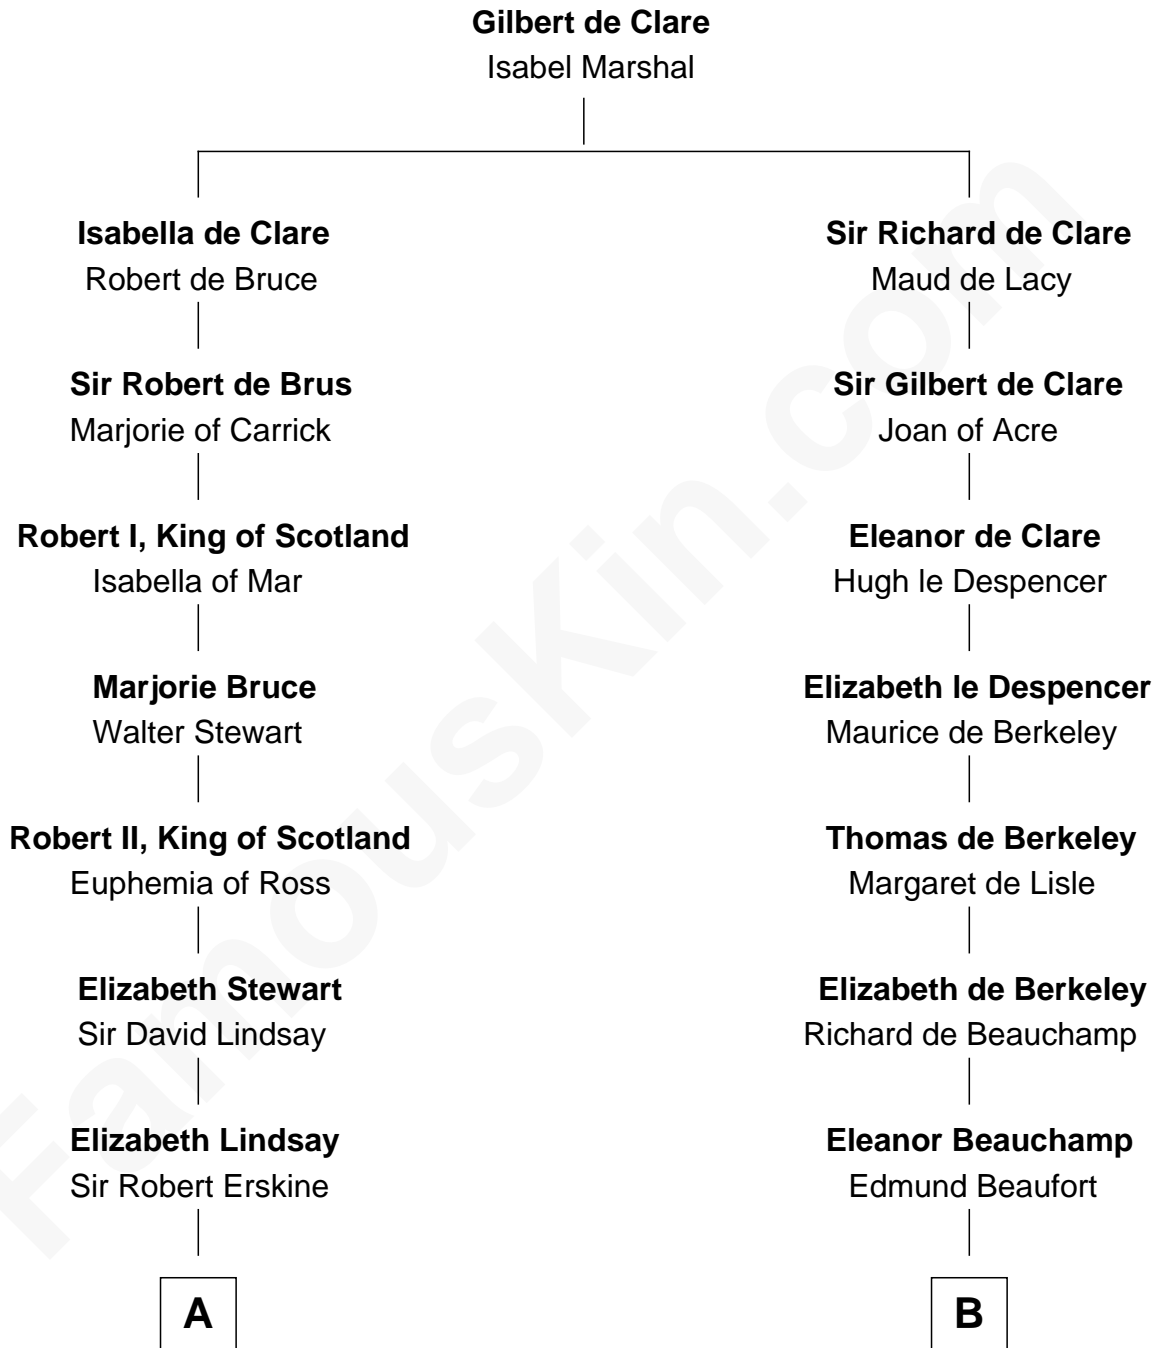 Gilbert de Clare
Isabel Marshal
Isabella de Clare
Robert de Bruce
Sir Richard de Clare
Maud de Lacy
Sir Robert de Brus
Marjorie of Carrick
Sir Gilbert de Clare
Joan of Acre
Robert I, King of Scotland
Isabella of Mar
Eleanor de Clare
Hugh le Despencer
Marjorie Bruce
Walter Stewart
Elizabeth le Despencer
Maurice de Berkeley
Robert II, King of Scotland
Euphemia of Ross
Thomas de Berkeley
Margaret de Lisle
Elizabeth Stewart
Sir David Lindsay
Elizabeth de Berkeley
Richard de Beauchamp
Elizabeth Lindsay
Sir Robert Erskine
Eleanor Beauchamp
Edmund Beaufort
A
B
FamousKin.com